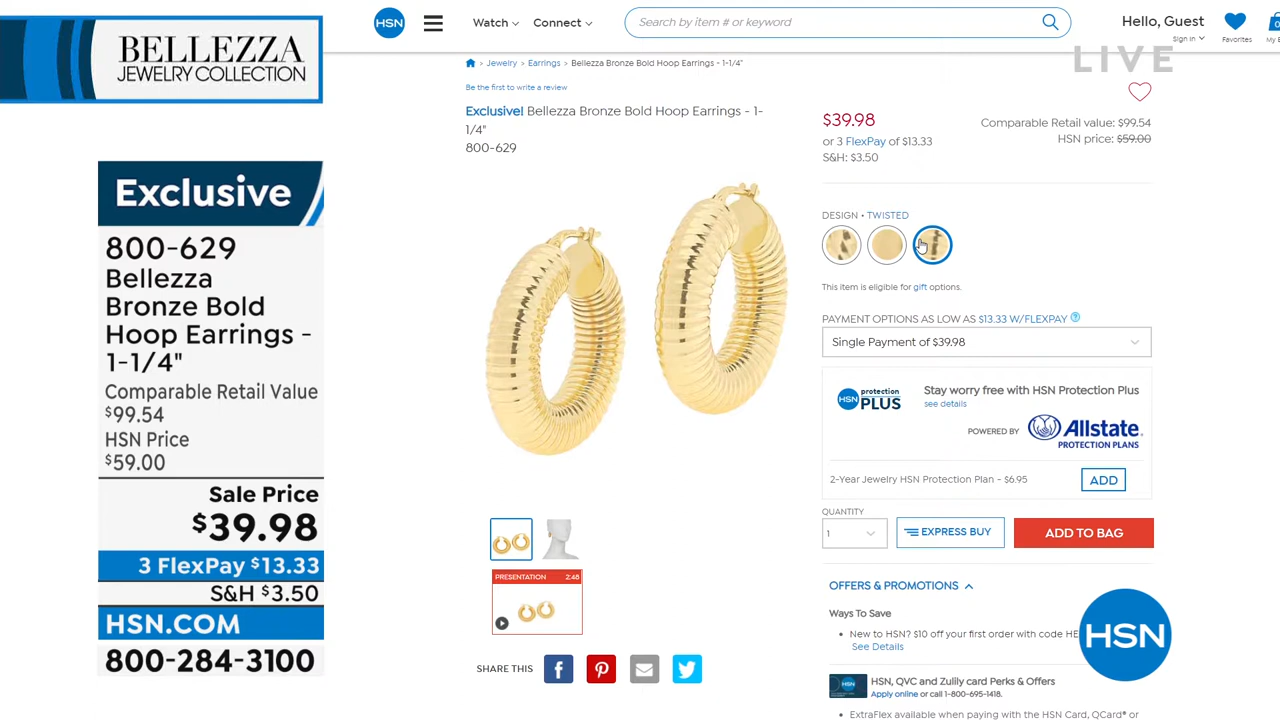 BELLEZZA
JEWELRY COLLECTION
Exclusive
800-629
Bellezza
Bronze Bold
Hoop Earrings -
1-1/4"
Comparable Retail Value
$99.54
HSN Price
$59.00
Sale Price
$39.98
3 FlexPay $13.33
S&H $3.50
HSN.COM
800-284-3100
HSN
Watch
Connect
Search by item # or keyword
Hello, Guest
Sign In
Favorites
0
LIVE
Jewelry > Earrings > Bellezza Bronze Bold Hoop Earrings - 1-1/4"
Be the first to write a review
Exclusive! Bellezza Bronze Bold Hoop Earrings - 1-
1/4"
800-629
PRESENTATION 2:48
SHARE THIS
$39.98
or 3 FlexPay of $13.33
S&H: $3.50
Comparable Retail value: $99.54
HSN price: $59.00
DESIGN • TWISTED
This item is eligible for gift options.
PAYMENT OPTIONS AS LOW AS $13.33 W/FLEXPAY ?
Single Payment of $39.98
HSN protection PLUS
Stay worry free with HSN Protection Plus
see details
POWERED BY
Allstate
PROTECTION PLANS
2-Year Jewelry HSN Protection Plan - $6.95
ADD
QUANTITY
1
EXPRESS BUY
ADD TO BAG
OFFERS & PROMOTIONS
Ways To Save
• New to HSN? $10 off your first order with code
See Details
HSN, QVC and Zulily card Perks & Offers
Apply online or call 1-800-695-1418.
• ExtraFlex available when paying with the HSN Card, QCard® or
HSN